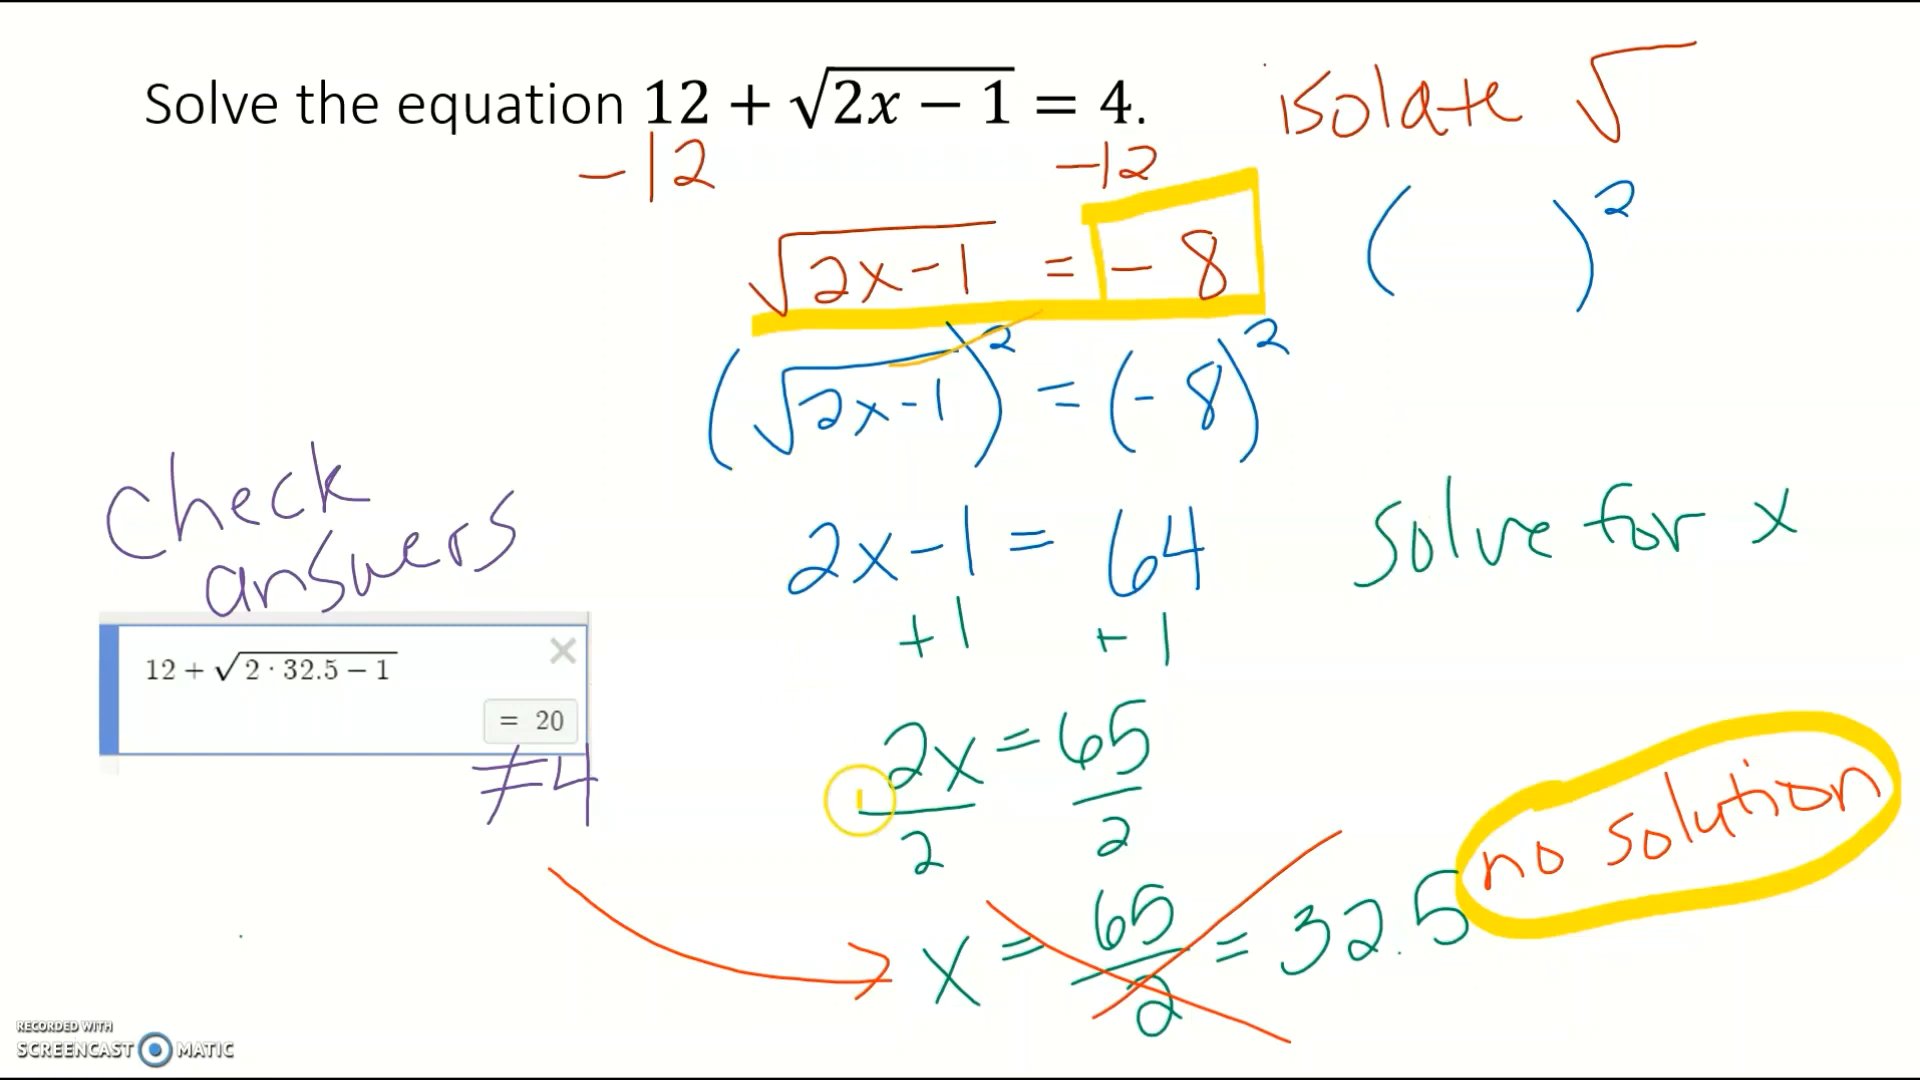 Solve the equation 12 + √(2x − 1) = 4.
isolate √
−12 −12
√(2x−1) = −8
( )²
(√(2x−1))² = (−8)²
check
answers
2x−1 = 64
solve for x
+1 +1
12 + √(2 · 32.5 − 1)
= 20
≠4
2x = 65
2 2
no solution
x = 65/2 = 32.5
RECORDED WITH
SCREENCAST MATIC